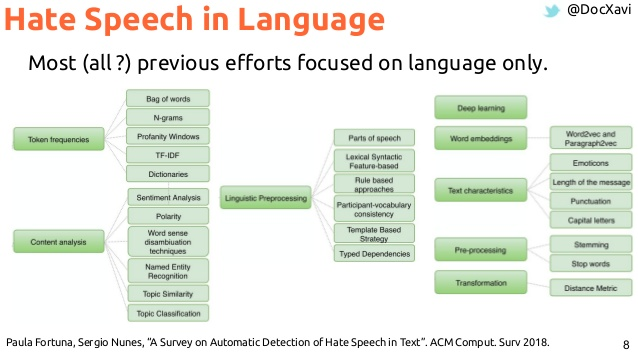 Hate Speech in Language
@DocXavi
Most (all ?) previous efforts focused on language only.
Token frequencies
Bag of words
N-grams
Profanity Windows
TF-IDF
Dictionaries
Content analysis
Sentiment Analysis
Polarity
Word sense
disambiuation
techniques
Named Entity
Recognition
Topic Similarity
Topic Classification
Linguistic Preprocessing
Parts of speech
Lexical Syntactic
Feature-based
Rule based
approaches
Participant-vocabulary
consistency
Template Based
Strategy
Typed Dependencies
Deep learning
Word embeddings
Word2vec and
Paragraph2vec
Text characteristics
Emoticons
Length of the message
Punctuation
Capital letters
Pre-processing
Stemming
Stop words
Transformation
Distance Metric
Paula Fortuna, Sergio Nunes, “A Survey on Automatic Detection of Hate Speech in Text”. ACM Comput. Surv 2018.
8